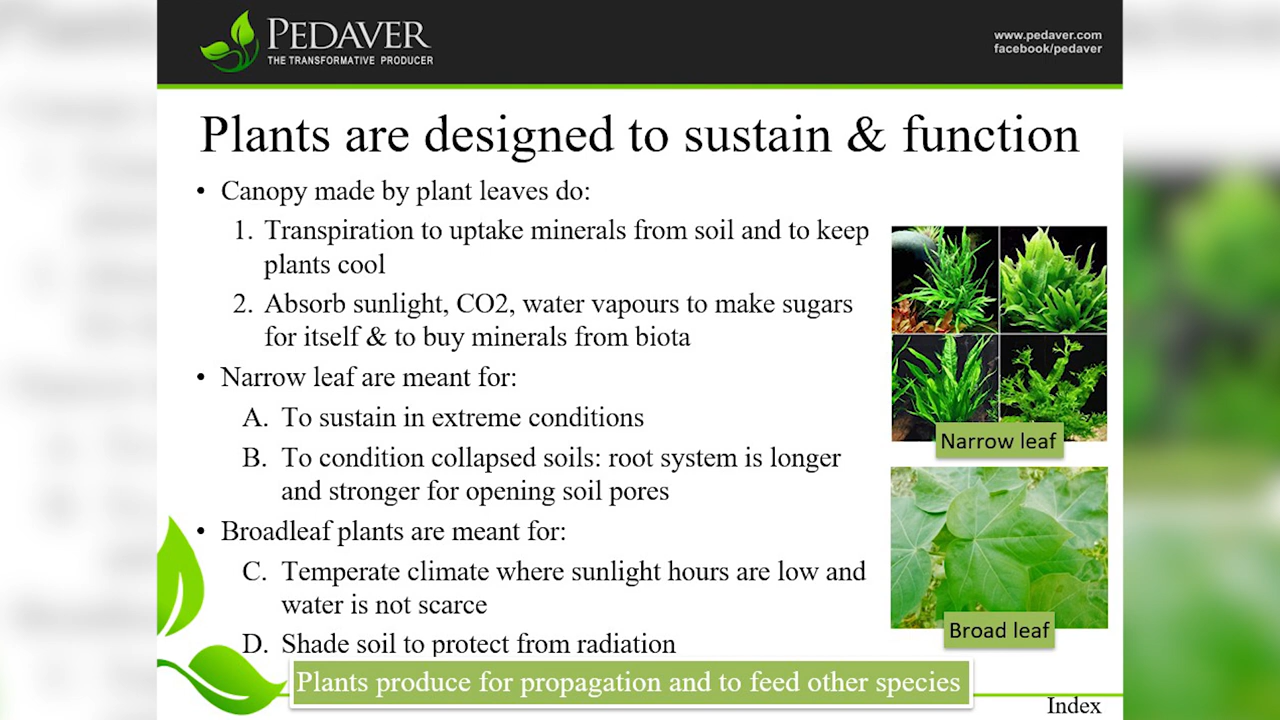 PEDAVER
THE TRANSFORMATIVE PRODUCER
www.pedaver.com
facebook/pedaver
Plants are designed to sustain & function
• Canopy made by plant leaves do:
1. Transpiration to uptake minerals from soil and to keep
plants cool
2. Absorb sunlight, CO2, water vapours to make sugars
for itself & to buy minerals from biota
• Narrow leaf are meant for:
A. To sustain in extreme conditions
B. To condition collapsed soils: root system is longer
and stronger for opening soil pores
• Broadleaf plants are meant for:
C. Temperate climate where sunlight hours are low and
water is not scarce
D. Shade soil to protect from radiation
Narrow leaf
Broad leaf
Plants produce for propagation and to feed other species
Index